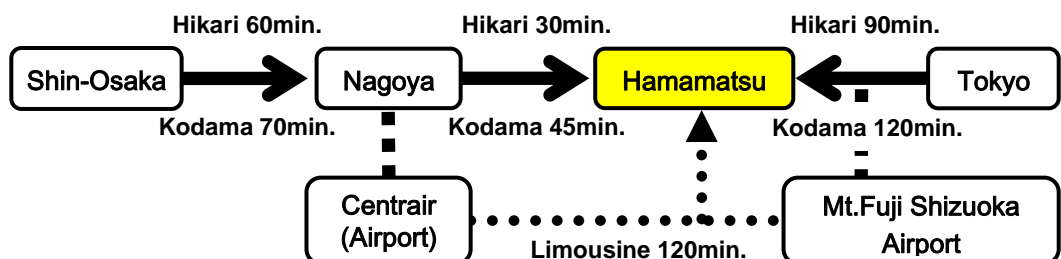 Hikari 60min.
Hikari 30min.
Hikari 90min.
Shin-Osaka
Nagoya
Hamamatsu
Tokyo
Kodama 70min.
Kodama 45min.
Kodama 120min.
Centrair
(Airport)
Mt.Fuji Shizuoka
Airport
Limousine 120min.